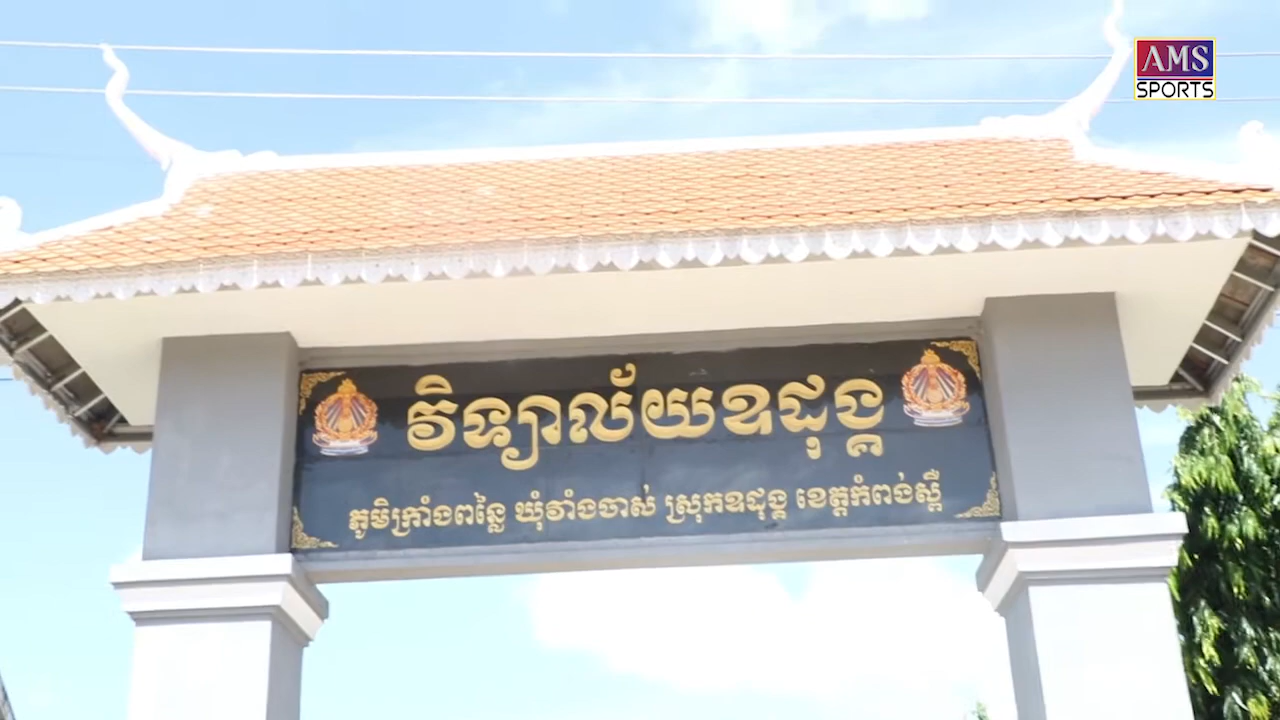 AMS
SPORTS
វិទ្យាល័យឧដុង្គ
ភូមិក្រាំងពន្លៃ ឃុំវាំងចាស់ ស្រុកឧដុង្គ ខេត្តកំពង់ស្ពឺ